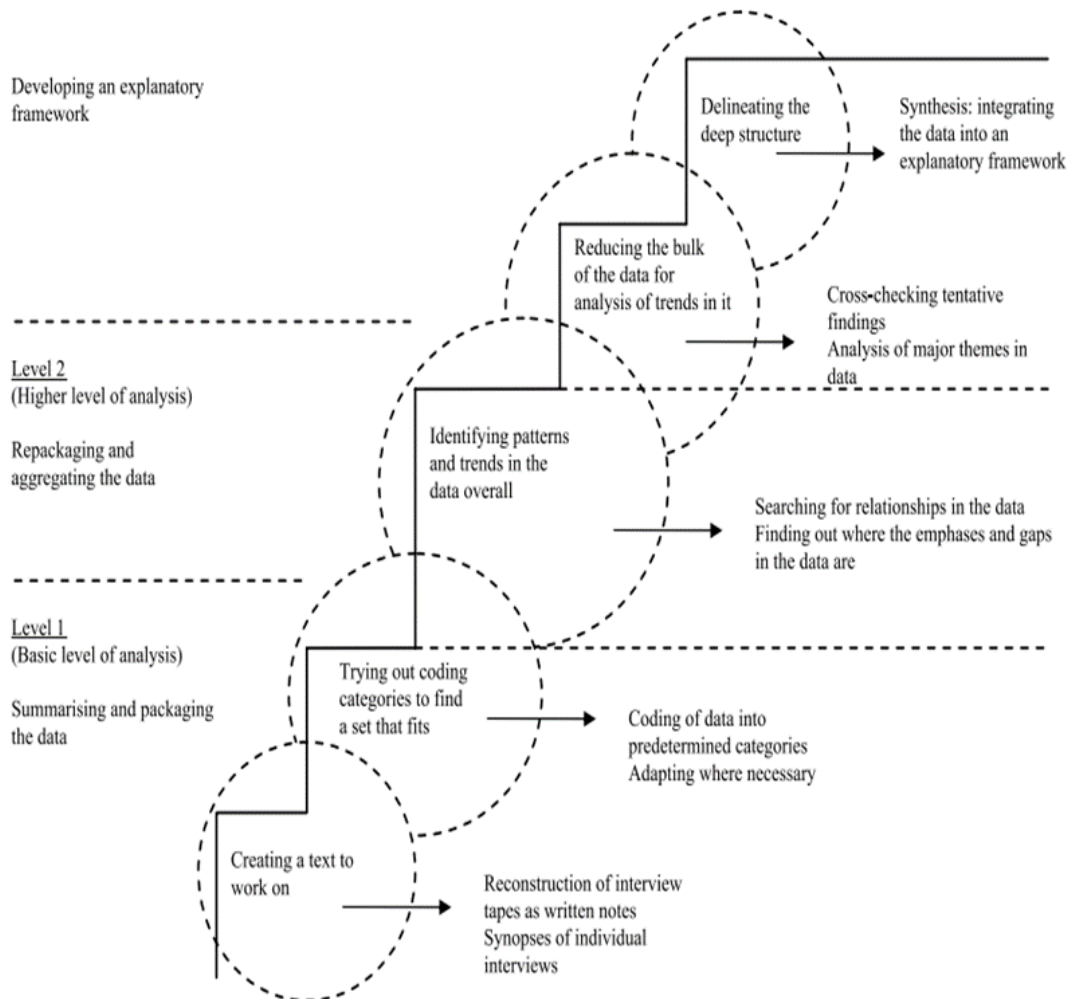 Developing an explanatory
framework
Delineating the
deep structure
Synthesis: integrating
the data into an
explanatory framework
Reducing the bulk
of the data for
analysis of trends in it
Cross-checking tentative
findings
Analysis of major themes in
data
Level 2
(Higher level of analysis)
Repackaging and
aggregating the data
Identifying patterns
and trends in the
data overall
Searching for relationships in the data
Finding out where the emphases and gaps
in the data are
Level 1
(Basic level of analysis)
Summarising and packaging
the data
Trying out coding
categories to find
a set that fits
Coding of data into
predetermined categories
Adapting where necessary
Creating a text to
work on
Reconstruction of interview
tapes as written notes
Synopses of individual
interviews